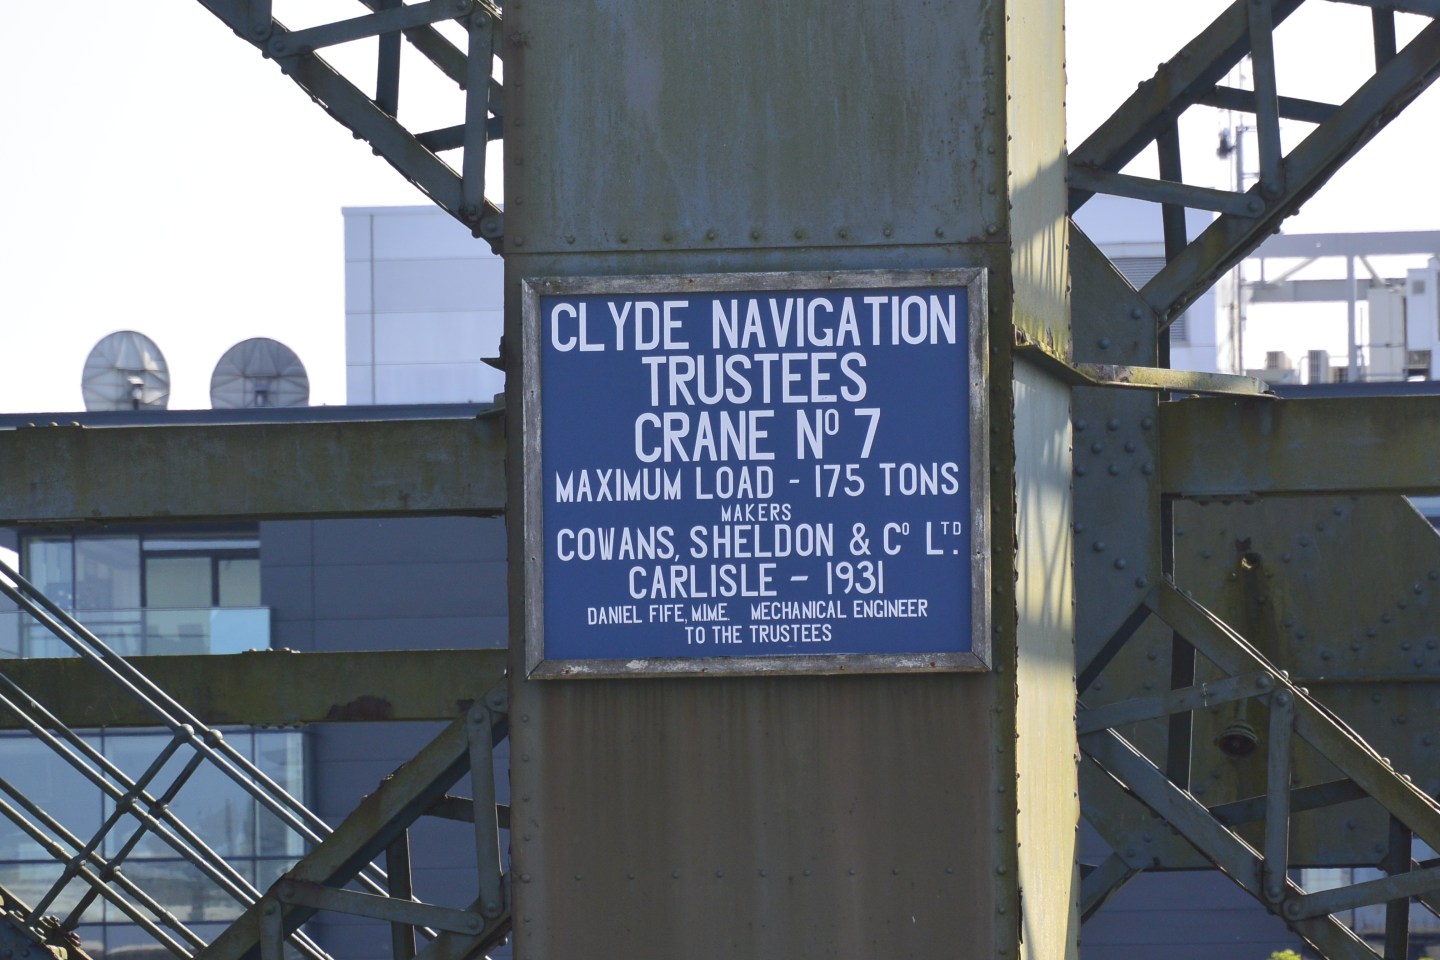 CLYDE NAVIGATION
TRUSTEES
CRANE Nº 7
MAXIMUM LOAD - 175 TONS
MAKERS
COWANS, SHELDON & Cº LTD.
CARLISLE - 1931
DANIEL FIFE, M.I.M.E. MECHANICAL ENGINEER
TO THE TRUSTEES